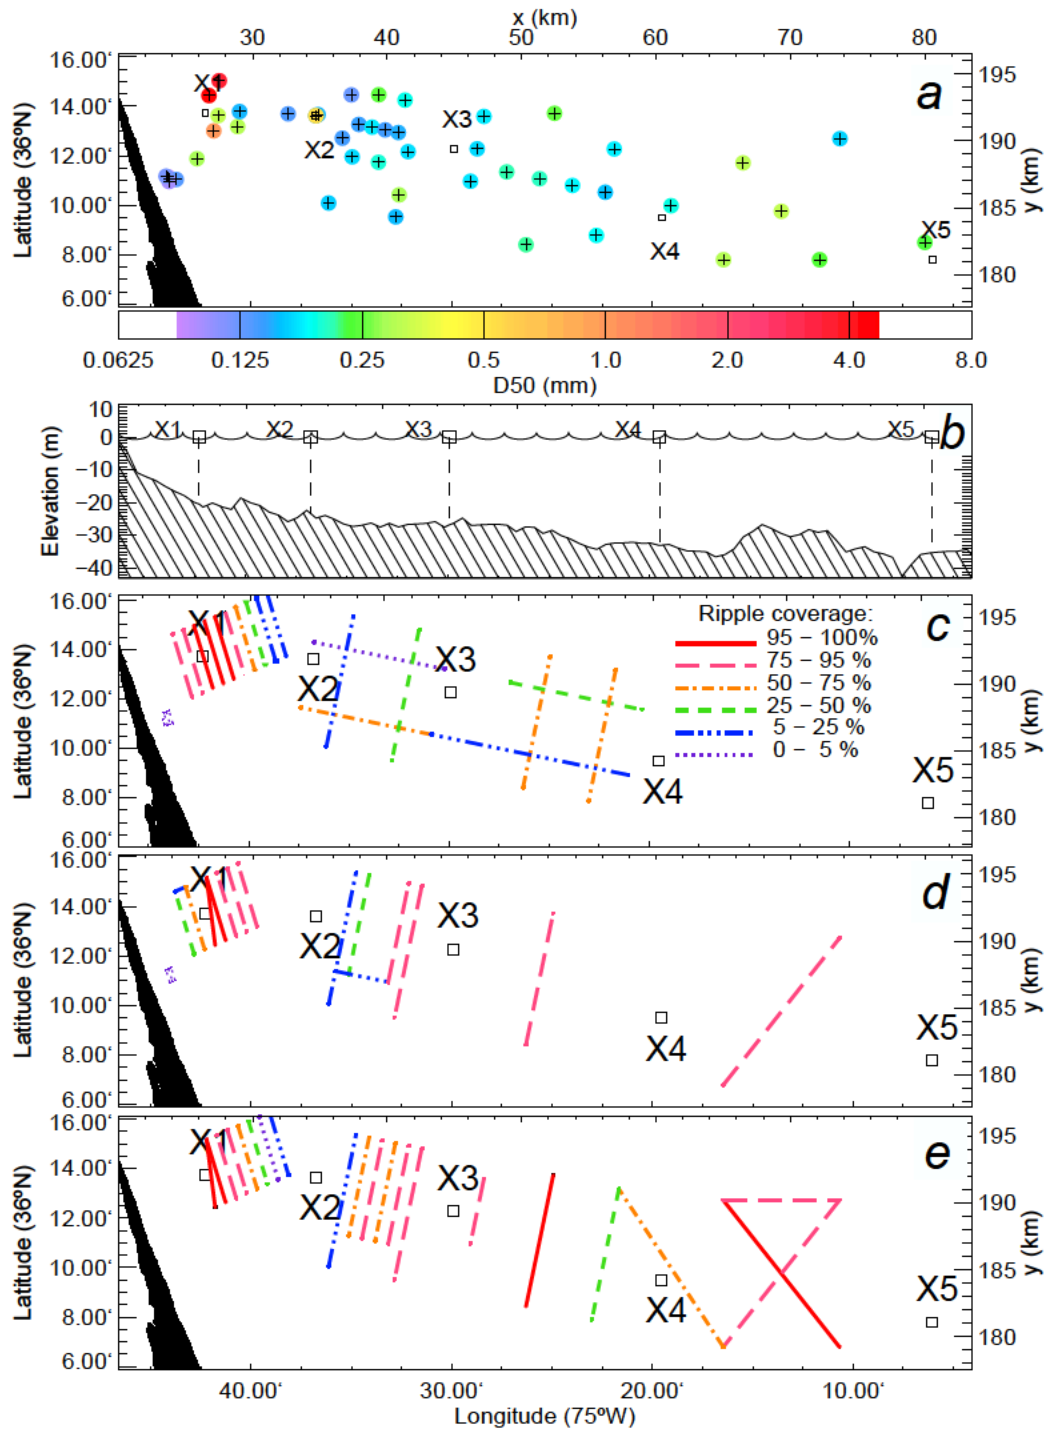 x (km)
30 40 50 60 70 80
16.00‘
14.00‘
12.00‘
10.00‘
8.00‘
6.00‘
Latitude (36ºN)
X1
X2
X3
X4
X5
a
195
190
185
180
y (km)
0.0625 0.125 0.25 0.5 1.0 2.0 4.0 8.0
D50 (mm)
10
0
−10
−20
−30
−40
Elevation (m)
X1 X2 X3 X4 X5
b
16.00‘
14.00‘
12.00‘
10.00‘
8.00‘
6.00‘
Latitude (36ºN)
X1
X2
X3
X4
X5
Ripple coverage:
95 − 100%
75 − 95 %
50 − 75 %
25 − 50 %
5 − 25 %
0 − 5 %
c
195
190
185
180
y (km)
16.00‘
14.00‘
12.00‘
10.00‘
8.00‘
6.00‘
Latitude (36ºN)
X1
X2
X3
X4
X5
d
195
190
185
180
y (km)
16.00‘
14.00‘
12.00‘
10.00‘
8.00‘
6.00‘
Latitude (36ºN)
X1
X2
X3
X4
X5
e
195
190
185
180
y (km)
40.00‘ 30.00‘ 20.00‘ 10.00‘
Longitude (75ºW)